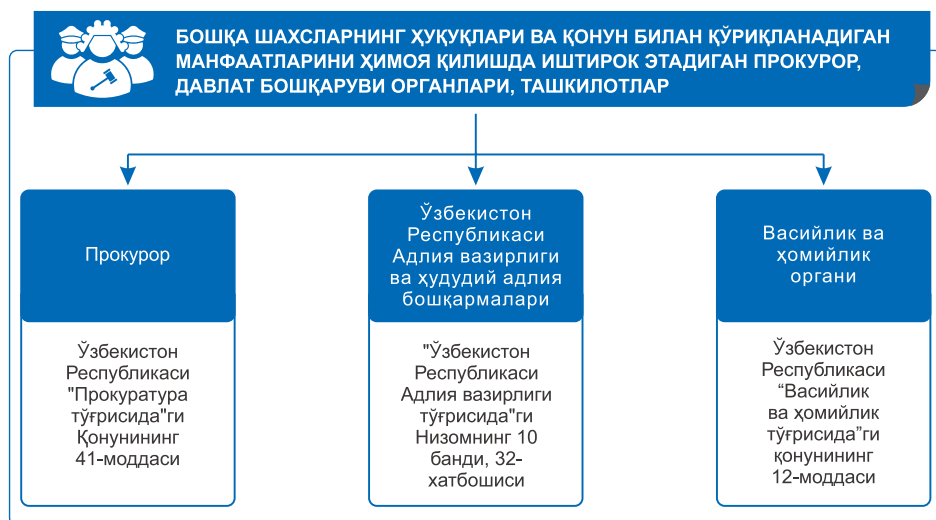 БОШҚА ШАХСЛАРНИНГ ҲУҚУҚЛАРИ ВА ҚОНУН БИЛАН ҚЎРИҚЛАНАДИГАН
МАНФААТЛАРИНИ ҲИМОЯ ҚИЛИШДА ИШТИРОК ЭТАДИГАН ПРОКУРОР,
ДАВЛАТ БОШҚАРУВИ ОРГАНЛАРИ, ТАШКИЛОТЛАР
Прокурор
Ўзбекистон
Республикаси
"Прокуратура
тўғрисида"ги
Қонунининг
41-моддаси
Ўзбекистон
Республикаси
Адлия вазирлиги
ва ҳудудий адлия
бошқармалари
"Ўзбекистон
Республикаси
Адлия вазирлиги
тўғрисида"ги
Низомнинг 10
банди, 32-
хатбошиси
Васийлик ва
ҳомийлик
органи
Ўзбекистон
Республикаси
“Васийлик
ва ҳомийлик
тўғрисида”ги
қонунининг
12-моддаси